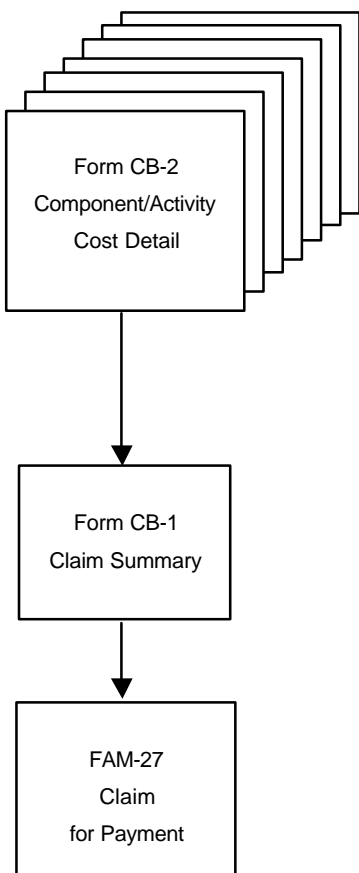 Form CB-2
Component/Activity
Cost Detail
Form CB-1
Claim Summary
FAM-27
Claim
for Payment